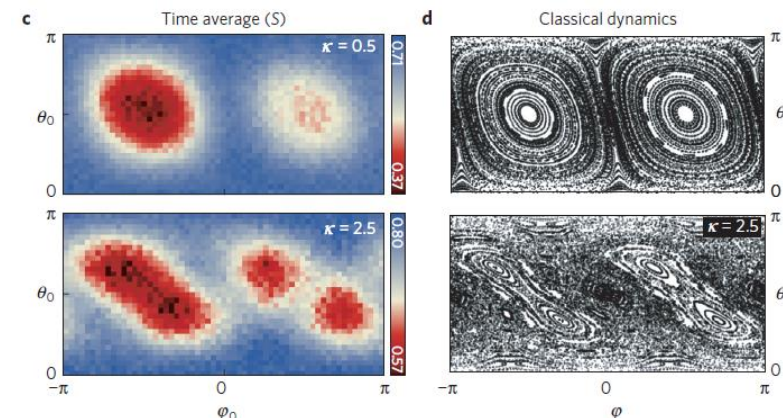 c Time average (S)
π
κ = 0.5
0.71
θ0
0
0.37
π
κ = 2.5
0.80
θ0
0
0.57
−π 0 π
φ0
d Classical dynamics
π
θ
0
κ = 2.5
π
θ
0
−π 0 π
φ